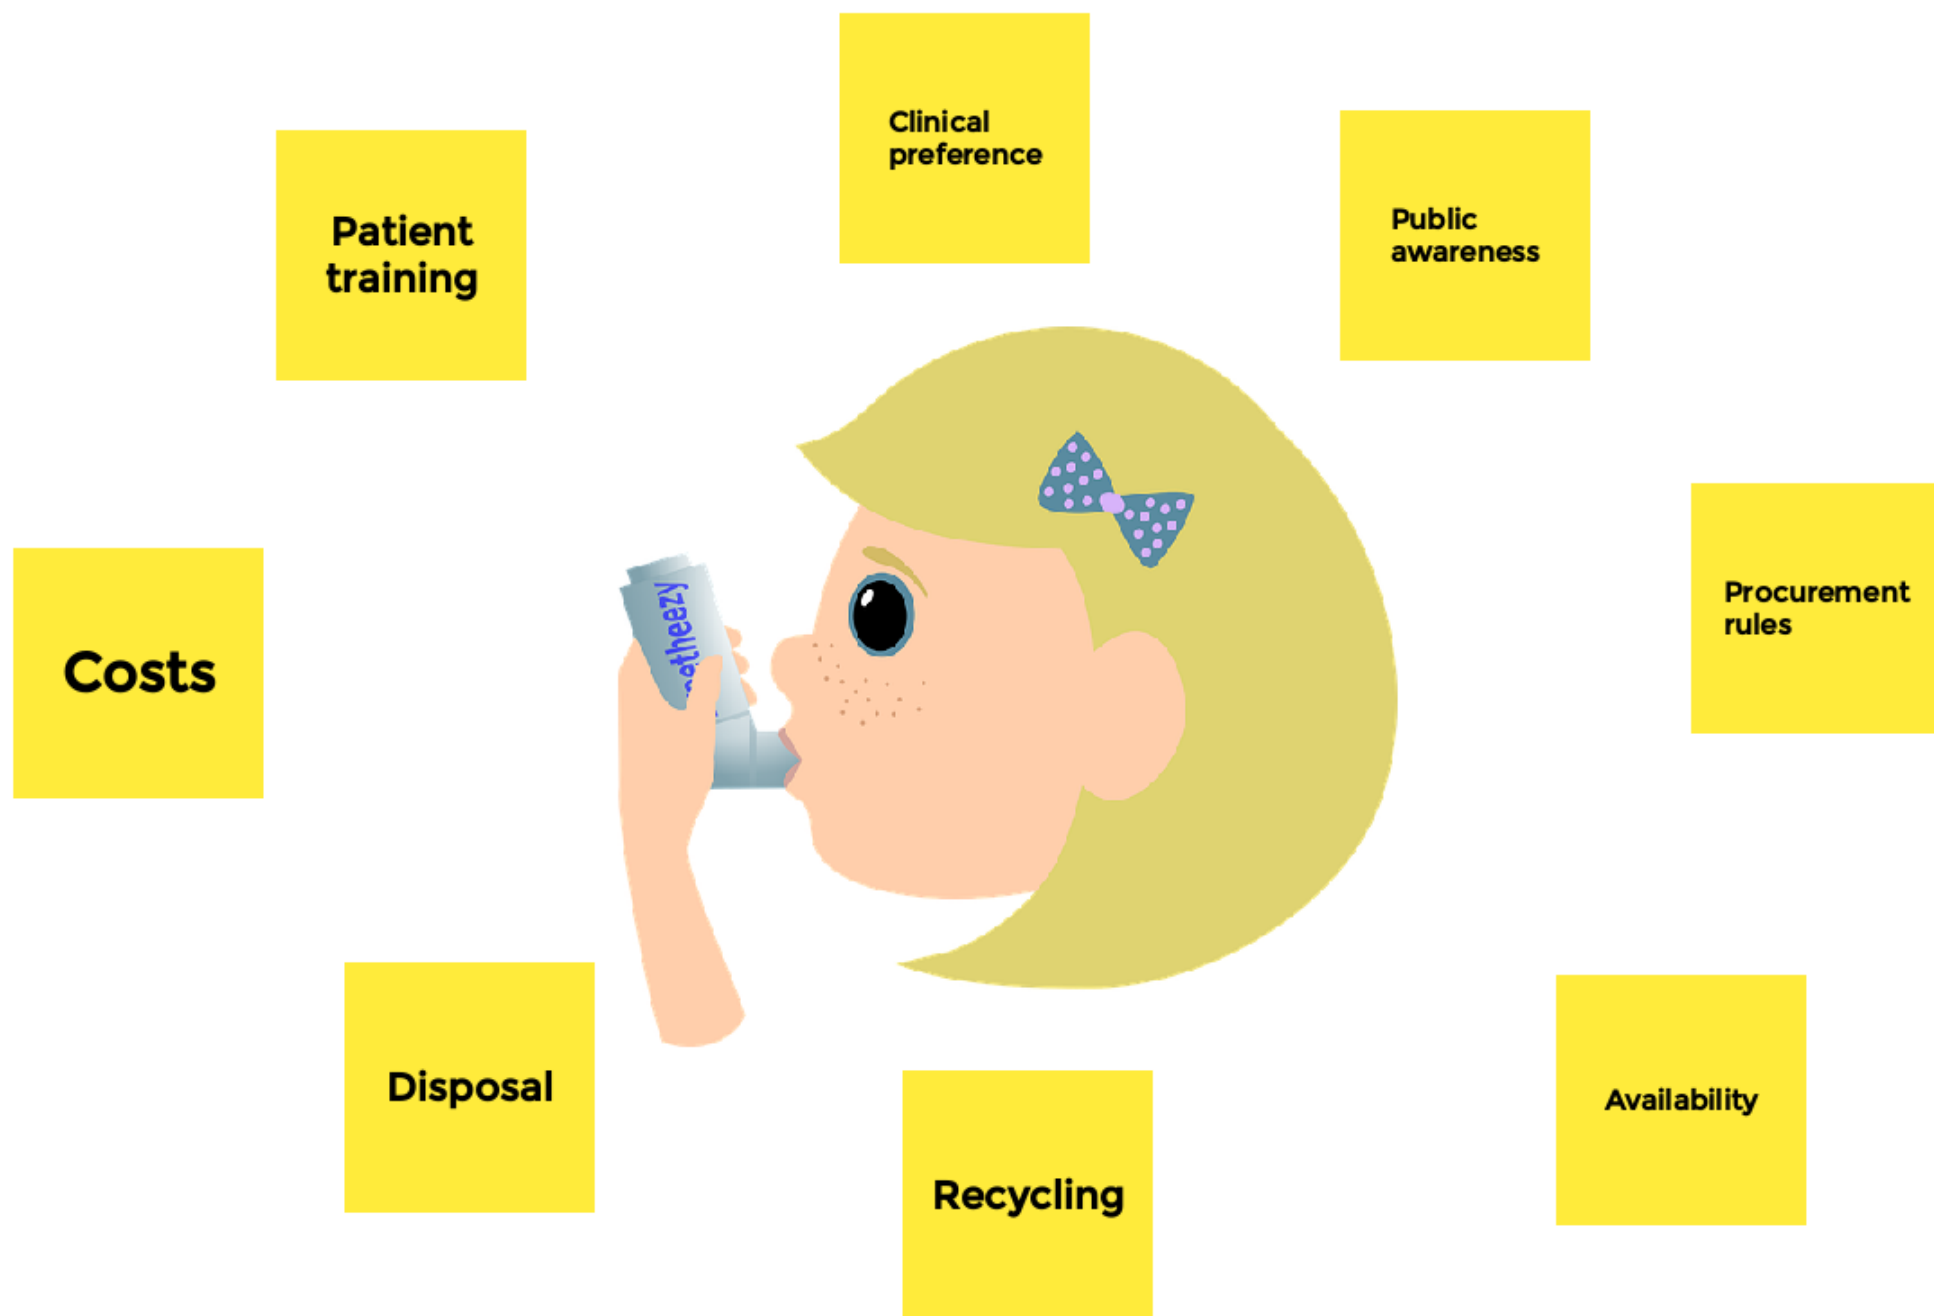 Clinical
preference
Public
awareness
Patient
training
Procurement
rules
Costs
Disposal
Availability
Recycling